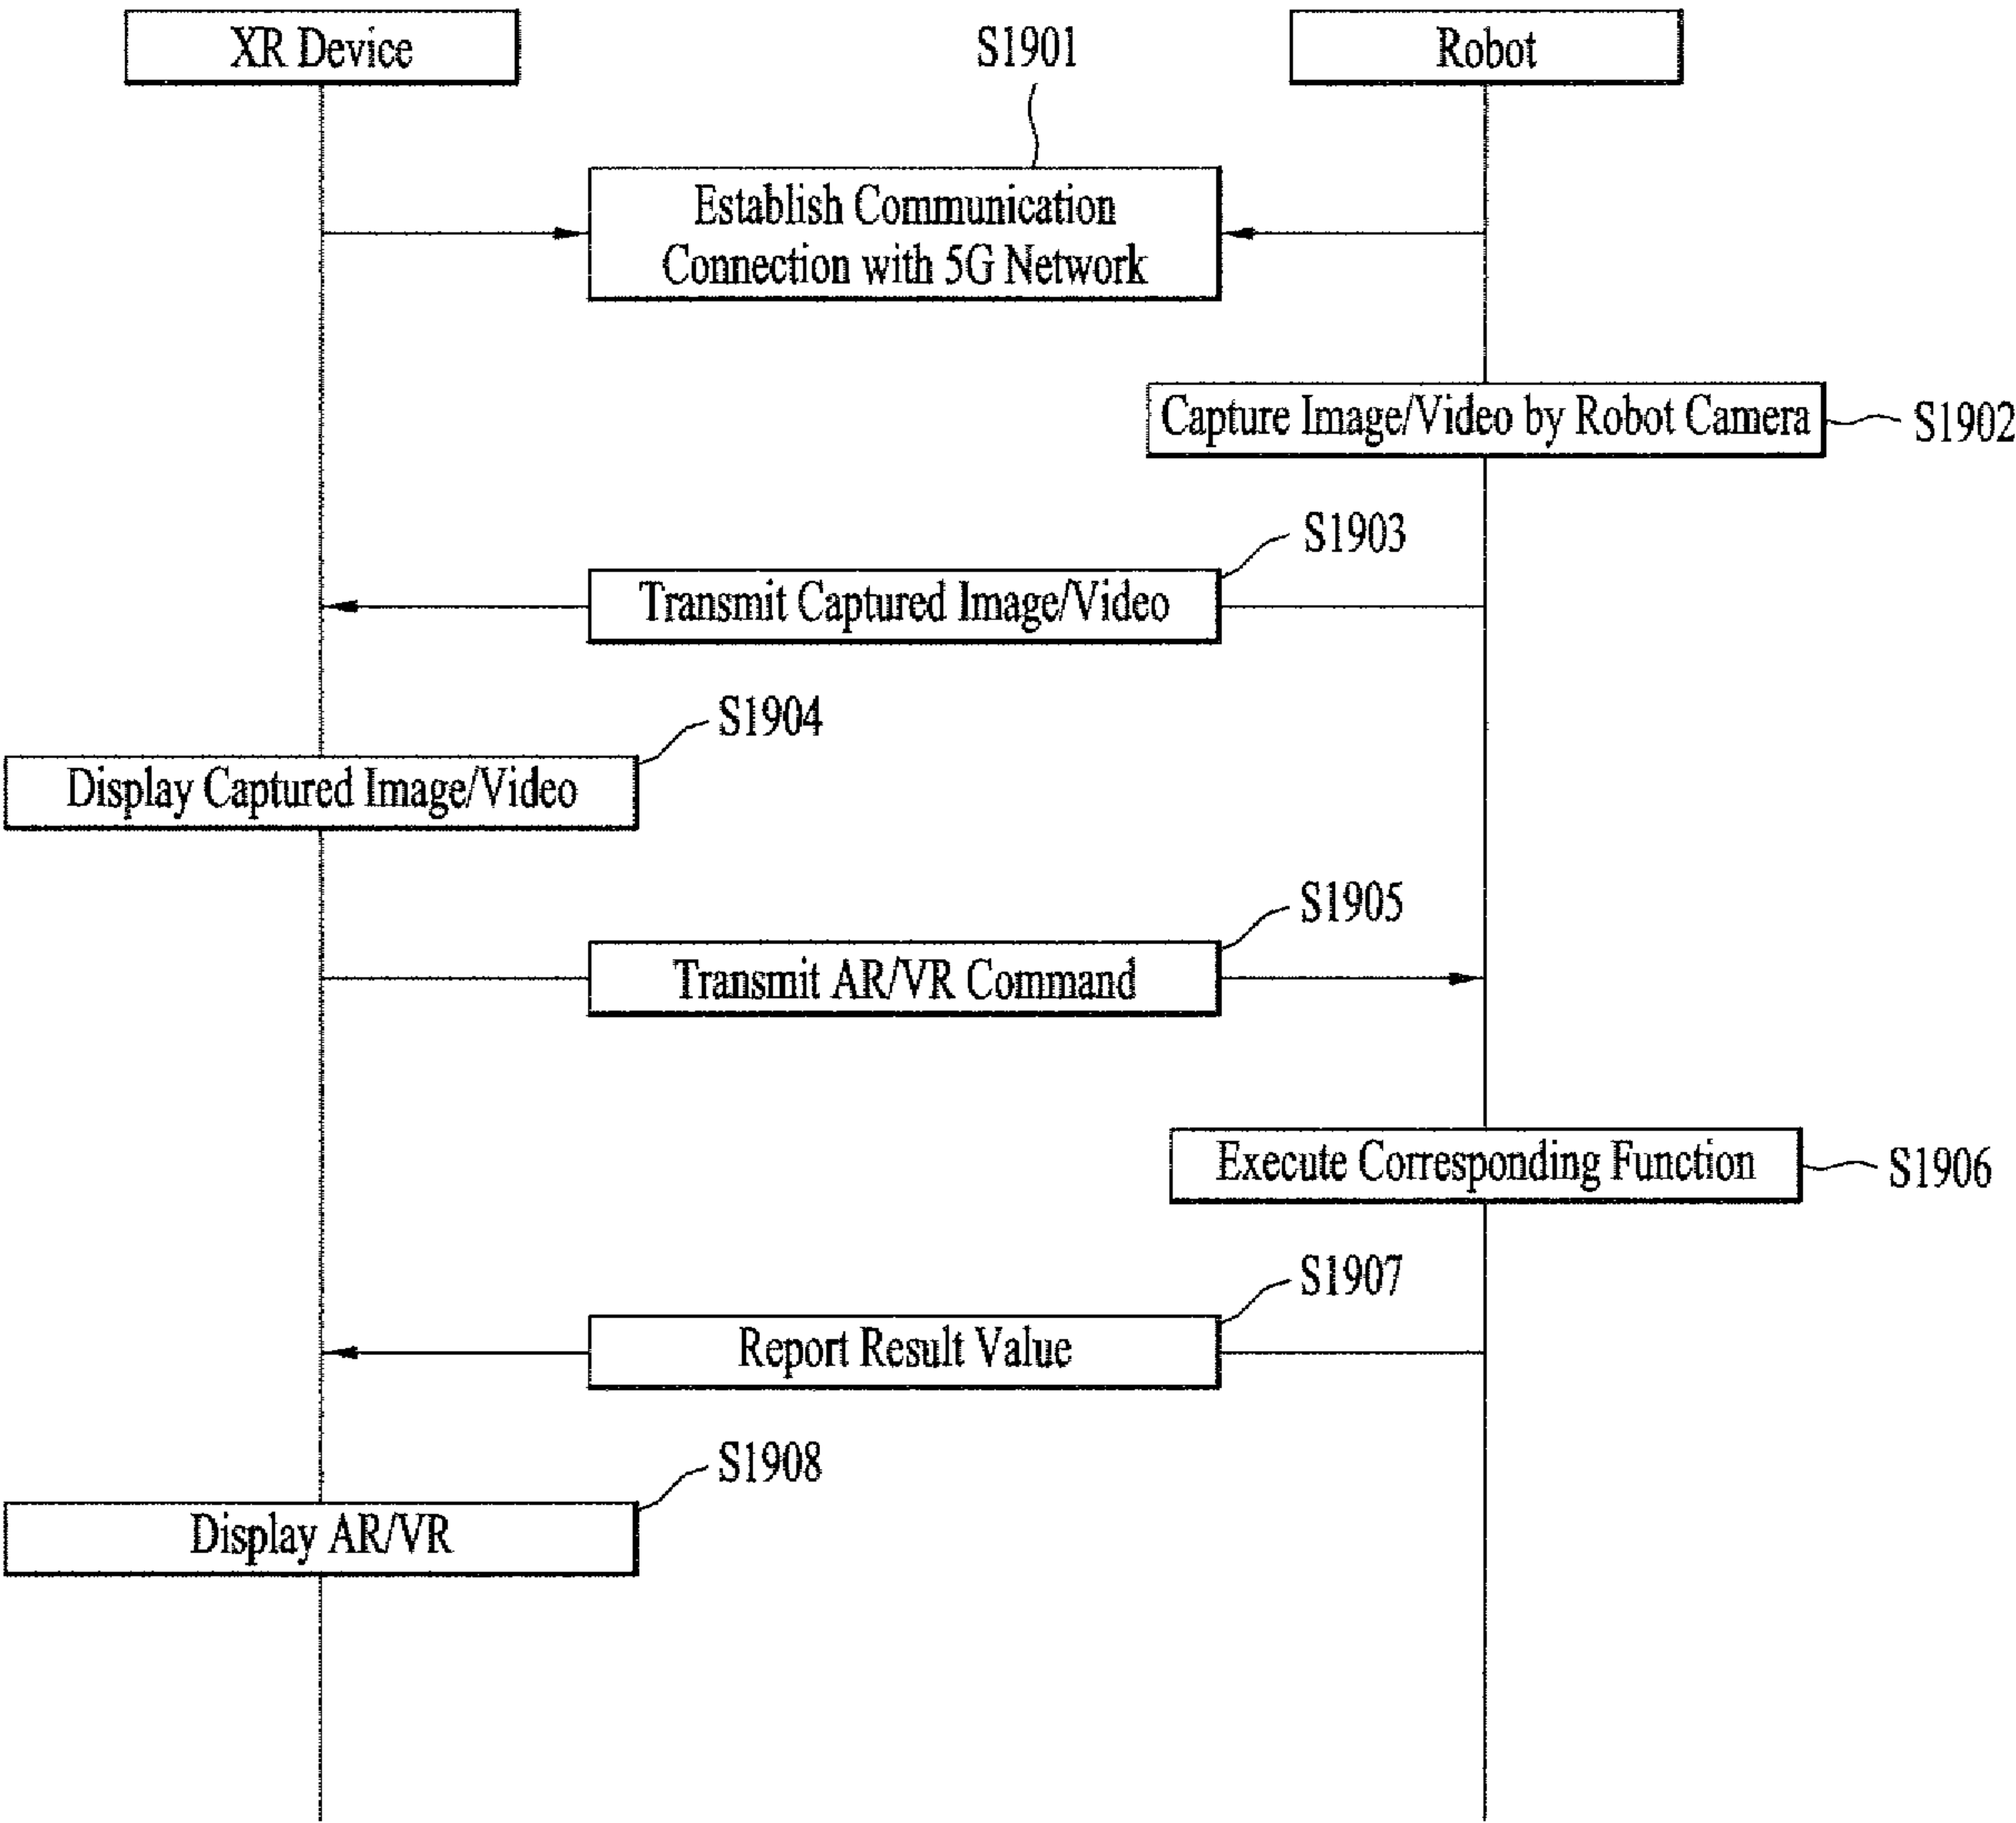 XR Device
Robot
S1901
Establish Communication
Connection with 5G Network
Capture Image/Video by Robot Camera
S1902
S1903
Transmit Captured Image/Video
S1904
Display Captured Image/Video
S1905
Transmit AR/VR Command
Execute Corresponding Function
S1906
S1907
Report Result Value
S1908
Display AR/VR